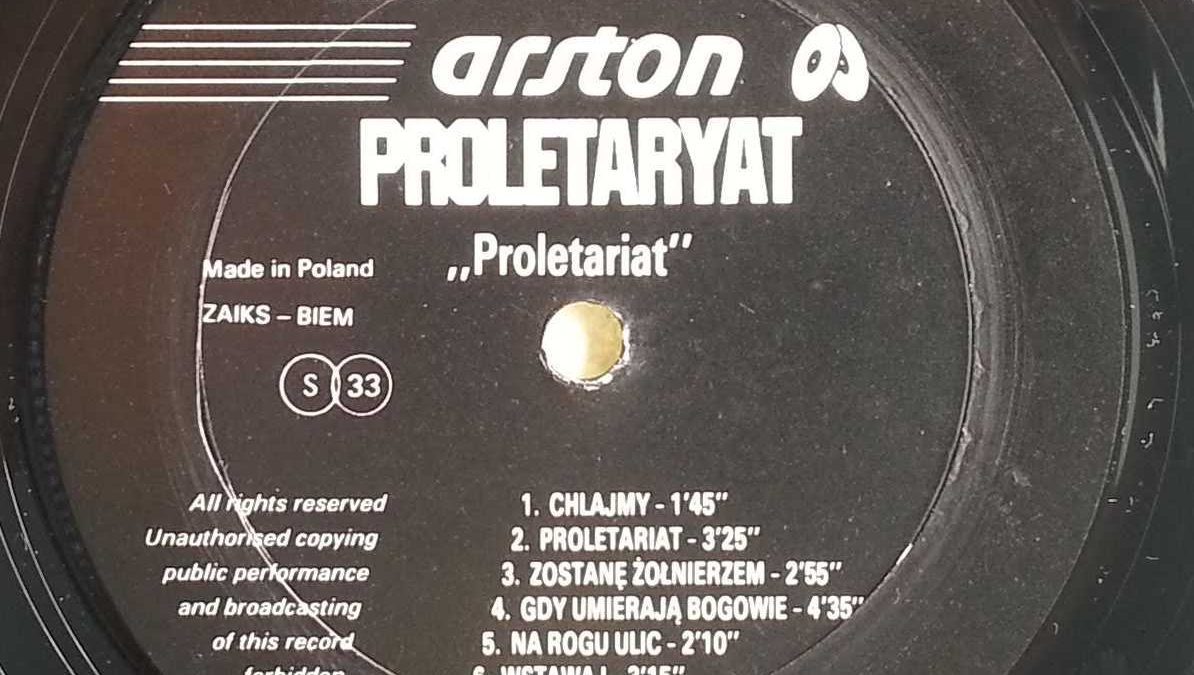 arston
PROLETARYAT
„Proletariat”
Made in Poland
ZAIKS – BIEM
S 33
All rights reserved
Unauthorised copying
public performance
and broadcasting
of this record
forbidden
1. CHLAJMY - 1'45"
2. PROLETARIAT - 3'25"
3. ZOSTANĘ ŻOŁNIERZEM - 2'55"
4. GDY UMIERAJĄ BOGOWIE - 4'35"
5. NA ROGU ULIC - 2'10"